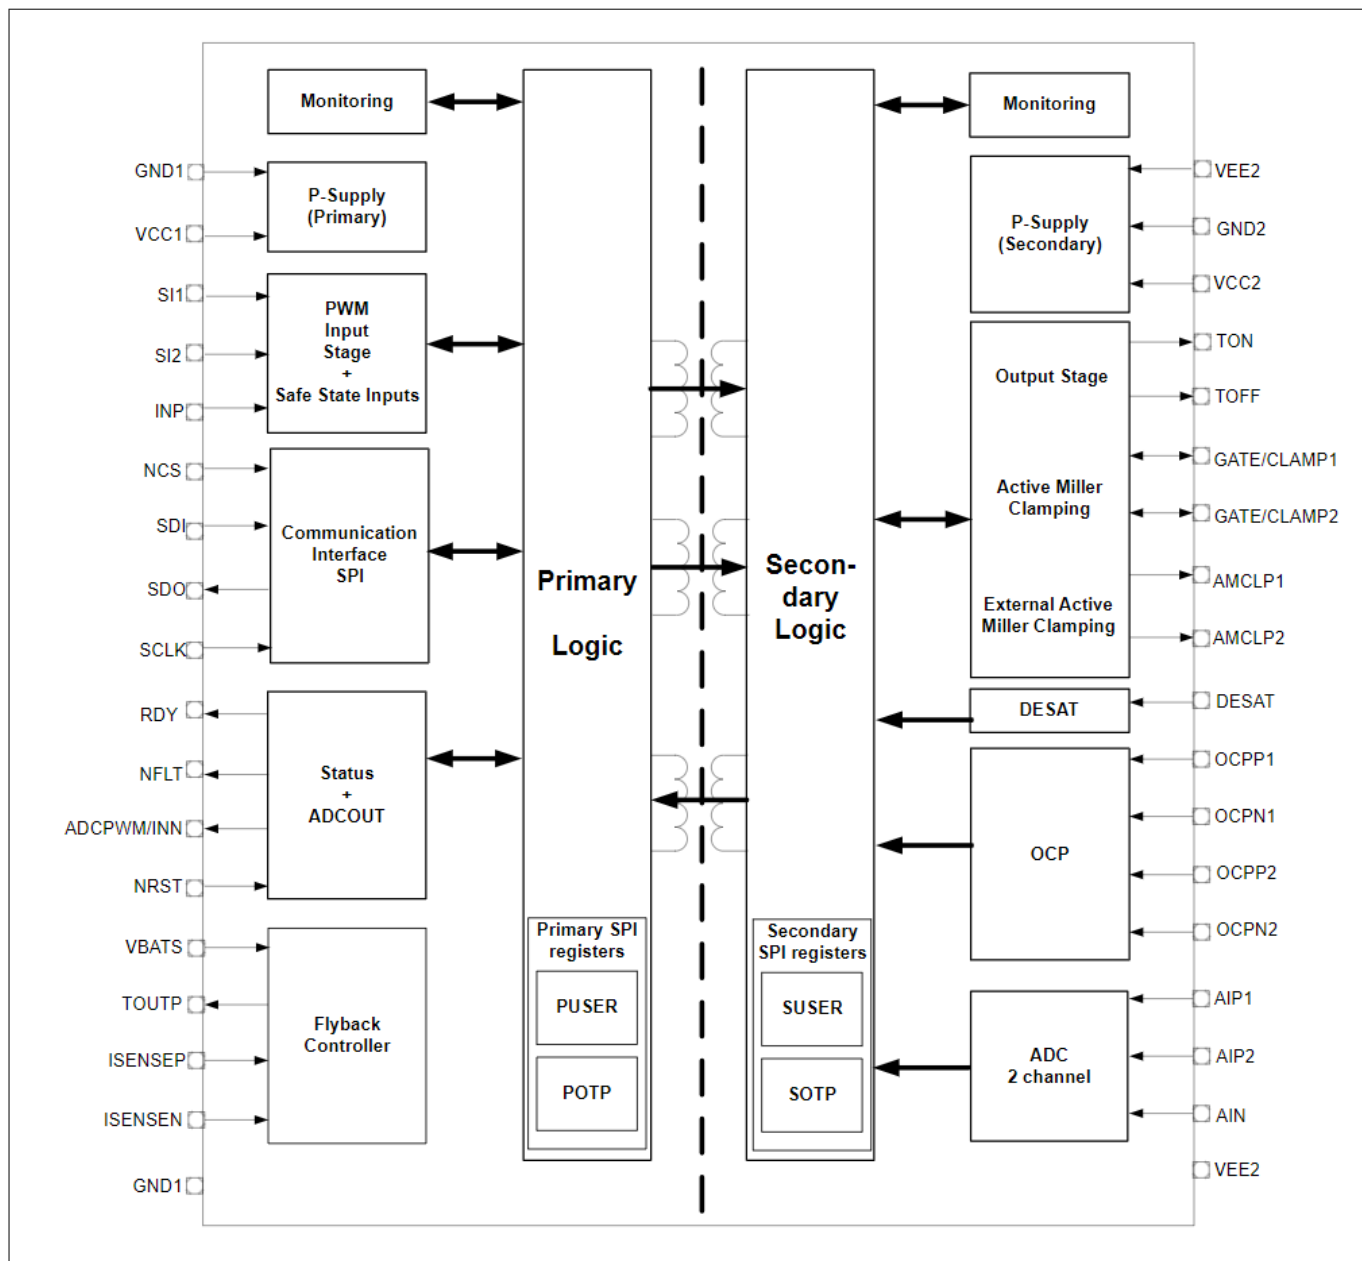 Monitoring
GND1
P-Supply
(Primary)
VCC1
SI1
PWM
Input
Stage
+
Safe State Inputs
SI2
INP
NCS
SDI
Communication
Interface
SPI
SDO
SCLK
RDY
NFLT
Status
+
ADCOUT
ADCPWM/INN
NRST
VBATS
TOUTP
Flyback
Controller
ISENSEP
ISENSEN
GND1
Primary
Logic
Primary SPI
registers
PUSER
POTP
Secon-
dary
Logic
Secondary
SPI registers
SUSER
SOTP
Monitoring
P-Supply
(Secondary)
VEE2
GND2
VCC2
Output Stage
TON
TOFF
Active Miller
Clamping
GATE/CLAMP1
GATE/CLAMP2
External Active
Miller Clamping
AMCLP1
AMCLP2
DESAT
DESAT
OCP
OCPP1
OCPN1
OCPP2
OCPN2
ADC
2 channel
AIP1
AIP2
AIN
VEE2